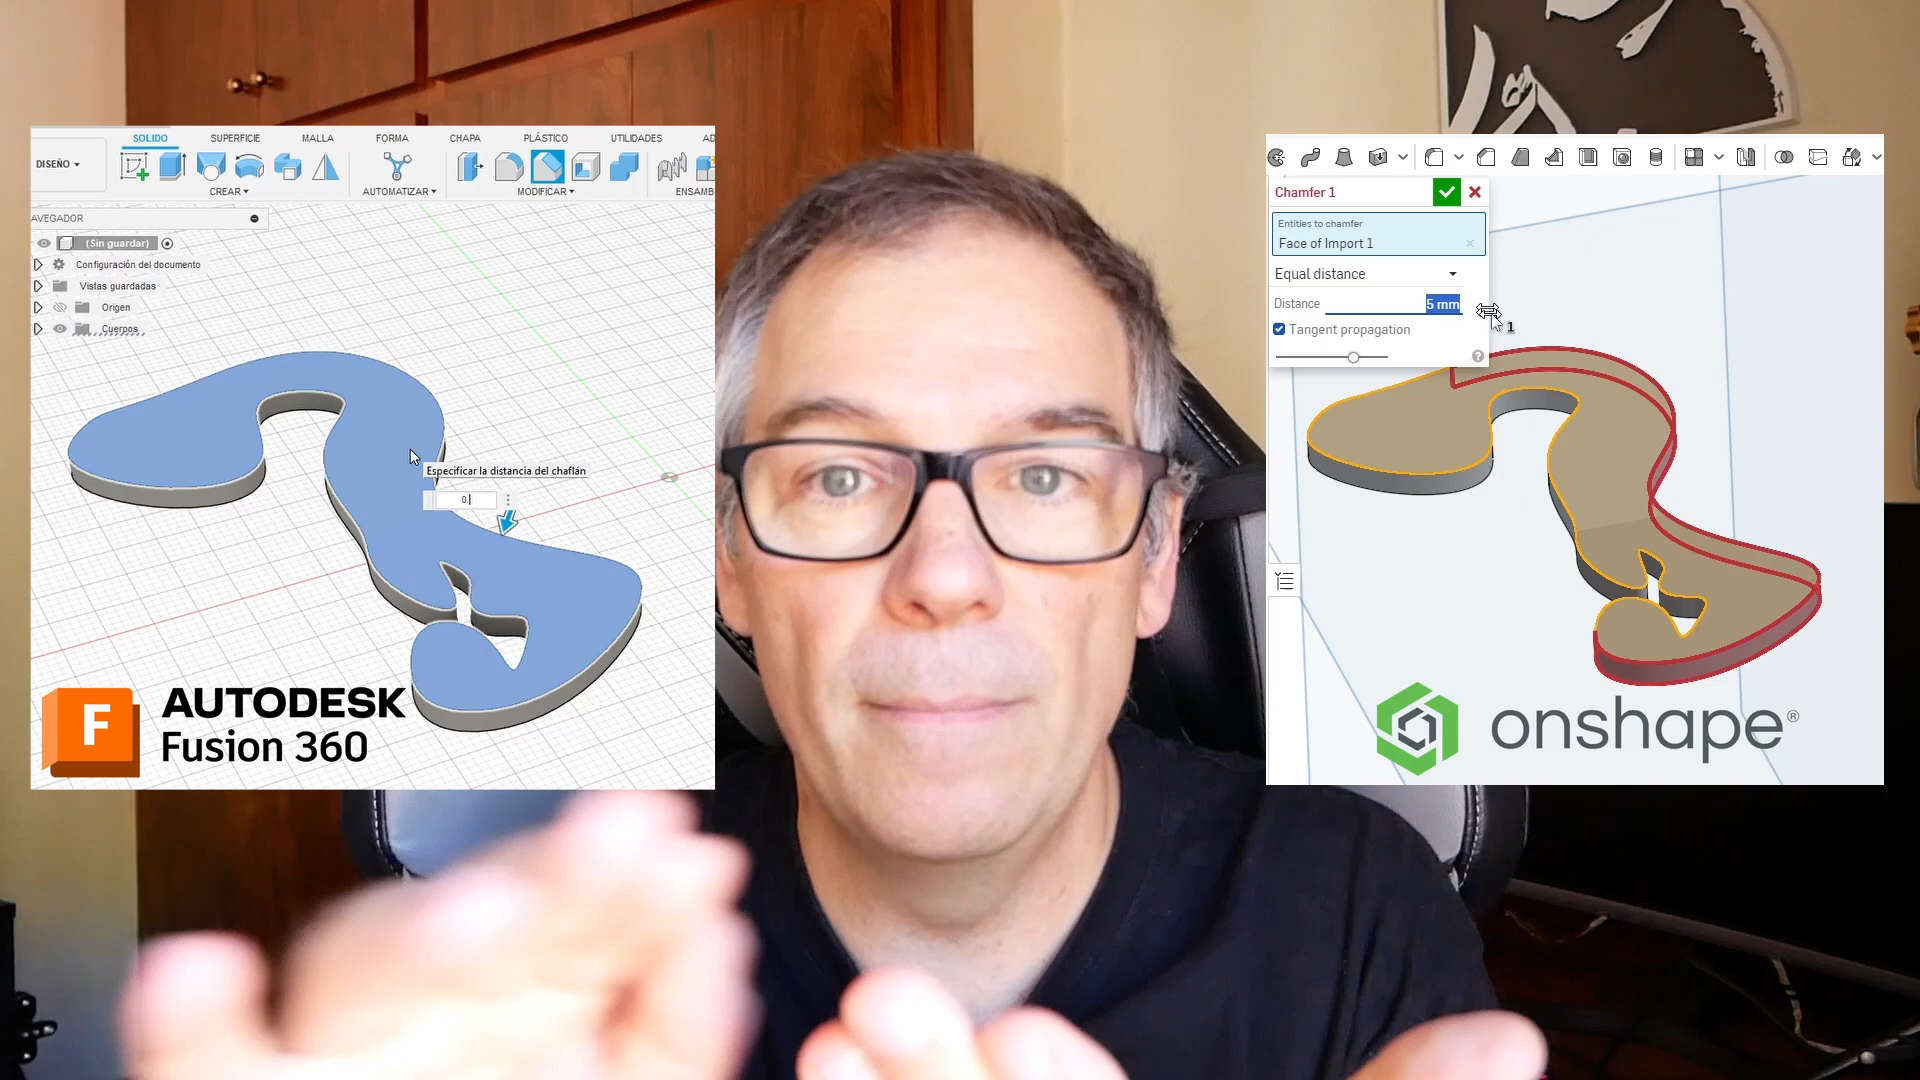 SOLIDO
SUPERFICIE
MALLA
FORMA
CHAPA
PLÁSTICO
UTILIDADES
AD
DISEÑO
CREAR
AUTOMATIZAR
MODIFICAR
ENSAMB
AVEGADOR
(Sin guardar)
Configuración del documento
Vistas guardadas
Origen
Cuerpos
Especificar la distancia del chaflán
0.
F
AUTODESK
Fusion 360
Chamfer 1
Entities to chamfer
Face of Import 1
Equal distance
Distance 5 mm
1
Tangent propagation
?
onshape®